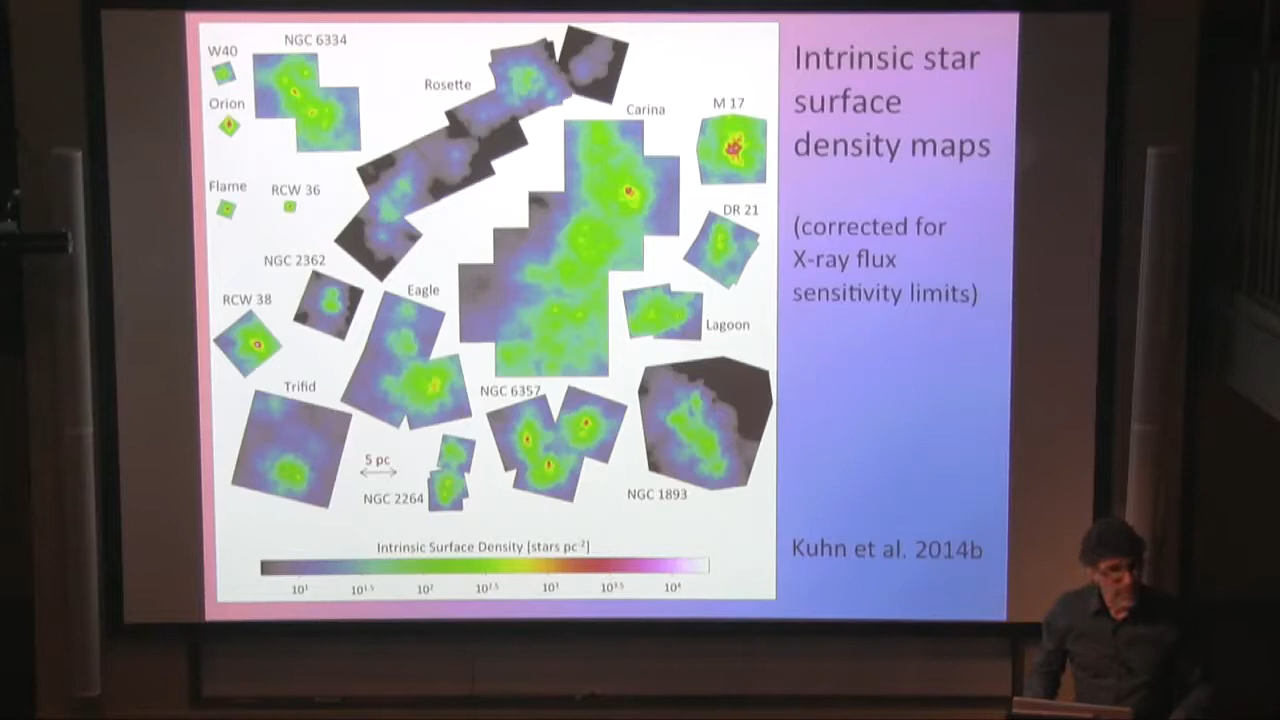 W40
NGC 6334
Orion
Rosette
Carina
M 17
Flame
RCW 36
DR 21
NGC 2362
RCW 38
Eagle
Lagoon
Trifid
NGC 6357
5 pc
NGC 2264
NGC 1893
Intrinsic Surface Density [stars pc⁻²]
10¹ 10¹·⁵ 10² 10²·⁵ 10³ 10³·⁵ 10⁴
Intrinsic star
surface
density maps
(corrected for
X-ray flux
sensitivity limits)
Kuhn et al. 2014b